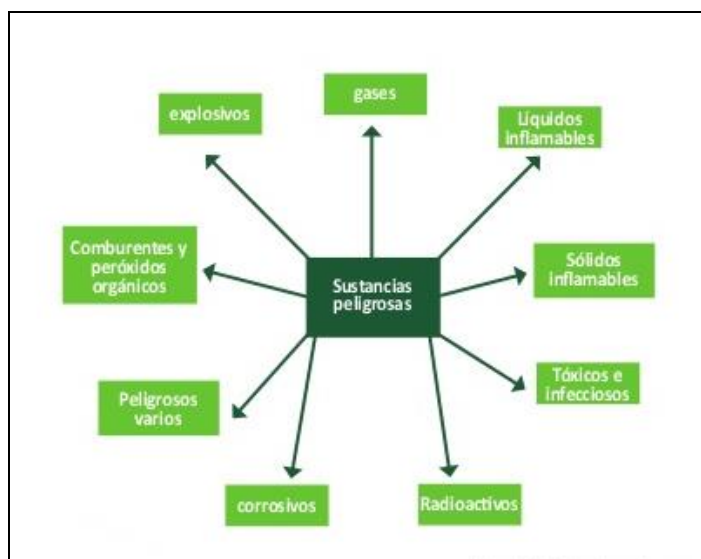 gases
explosivos
Líquidos
inflamables
Comburentes y
peróxidos
orgánicos
Sustancias
peligrosas
Sólidos
inflamables
Peligrosos
varios
Tóxicos e
infecciosos
corrosivos
Radioactivos